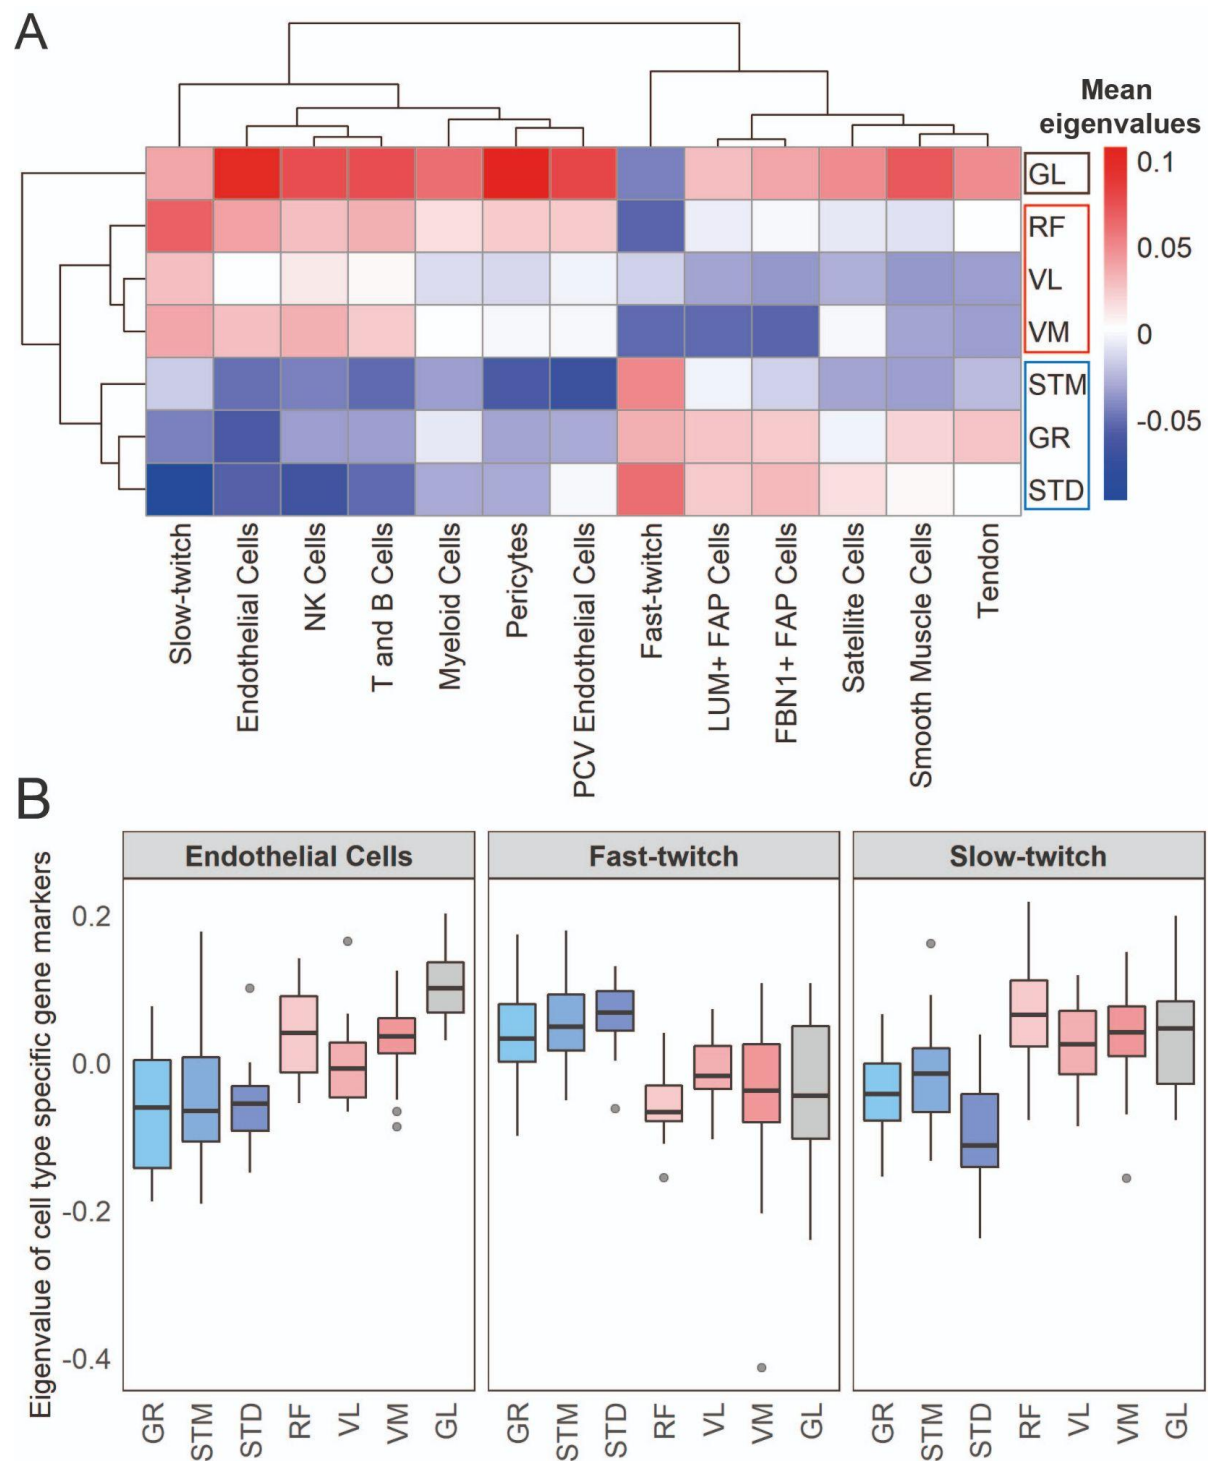 A
Mean
eigenvalues
0.1
0.05
0
-0.05
GL
RF
VL
VM
STM
GR
STD
Slow-twitch
Endothelial Cells
NK Cells
T and B Cells
Myeloid Cells
Pericytes
PCV Endothelial Cells
Fast-twitch
LUM+ FAP Cells
FBN1+ FAP Cells
Satellite Cells
Smooth Muscle Cells
Tendon
B
Eigenvalue of cell type specific gene markers
Endothelial Cells
Fast-twitch
Slow-twitch
0.2
0.0
-0.2
-0.4
GR
STM
STD
RF
VL
VM
GL
GR
STM
STD
RF
VL
VM
GL
GR
STM
STD
RF
VL
VM
GL